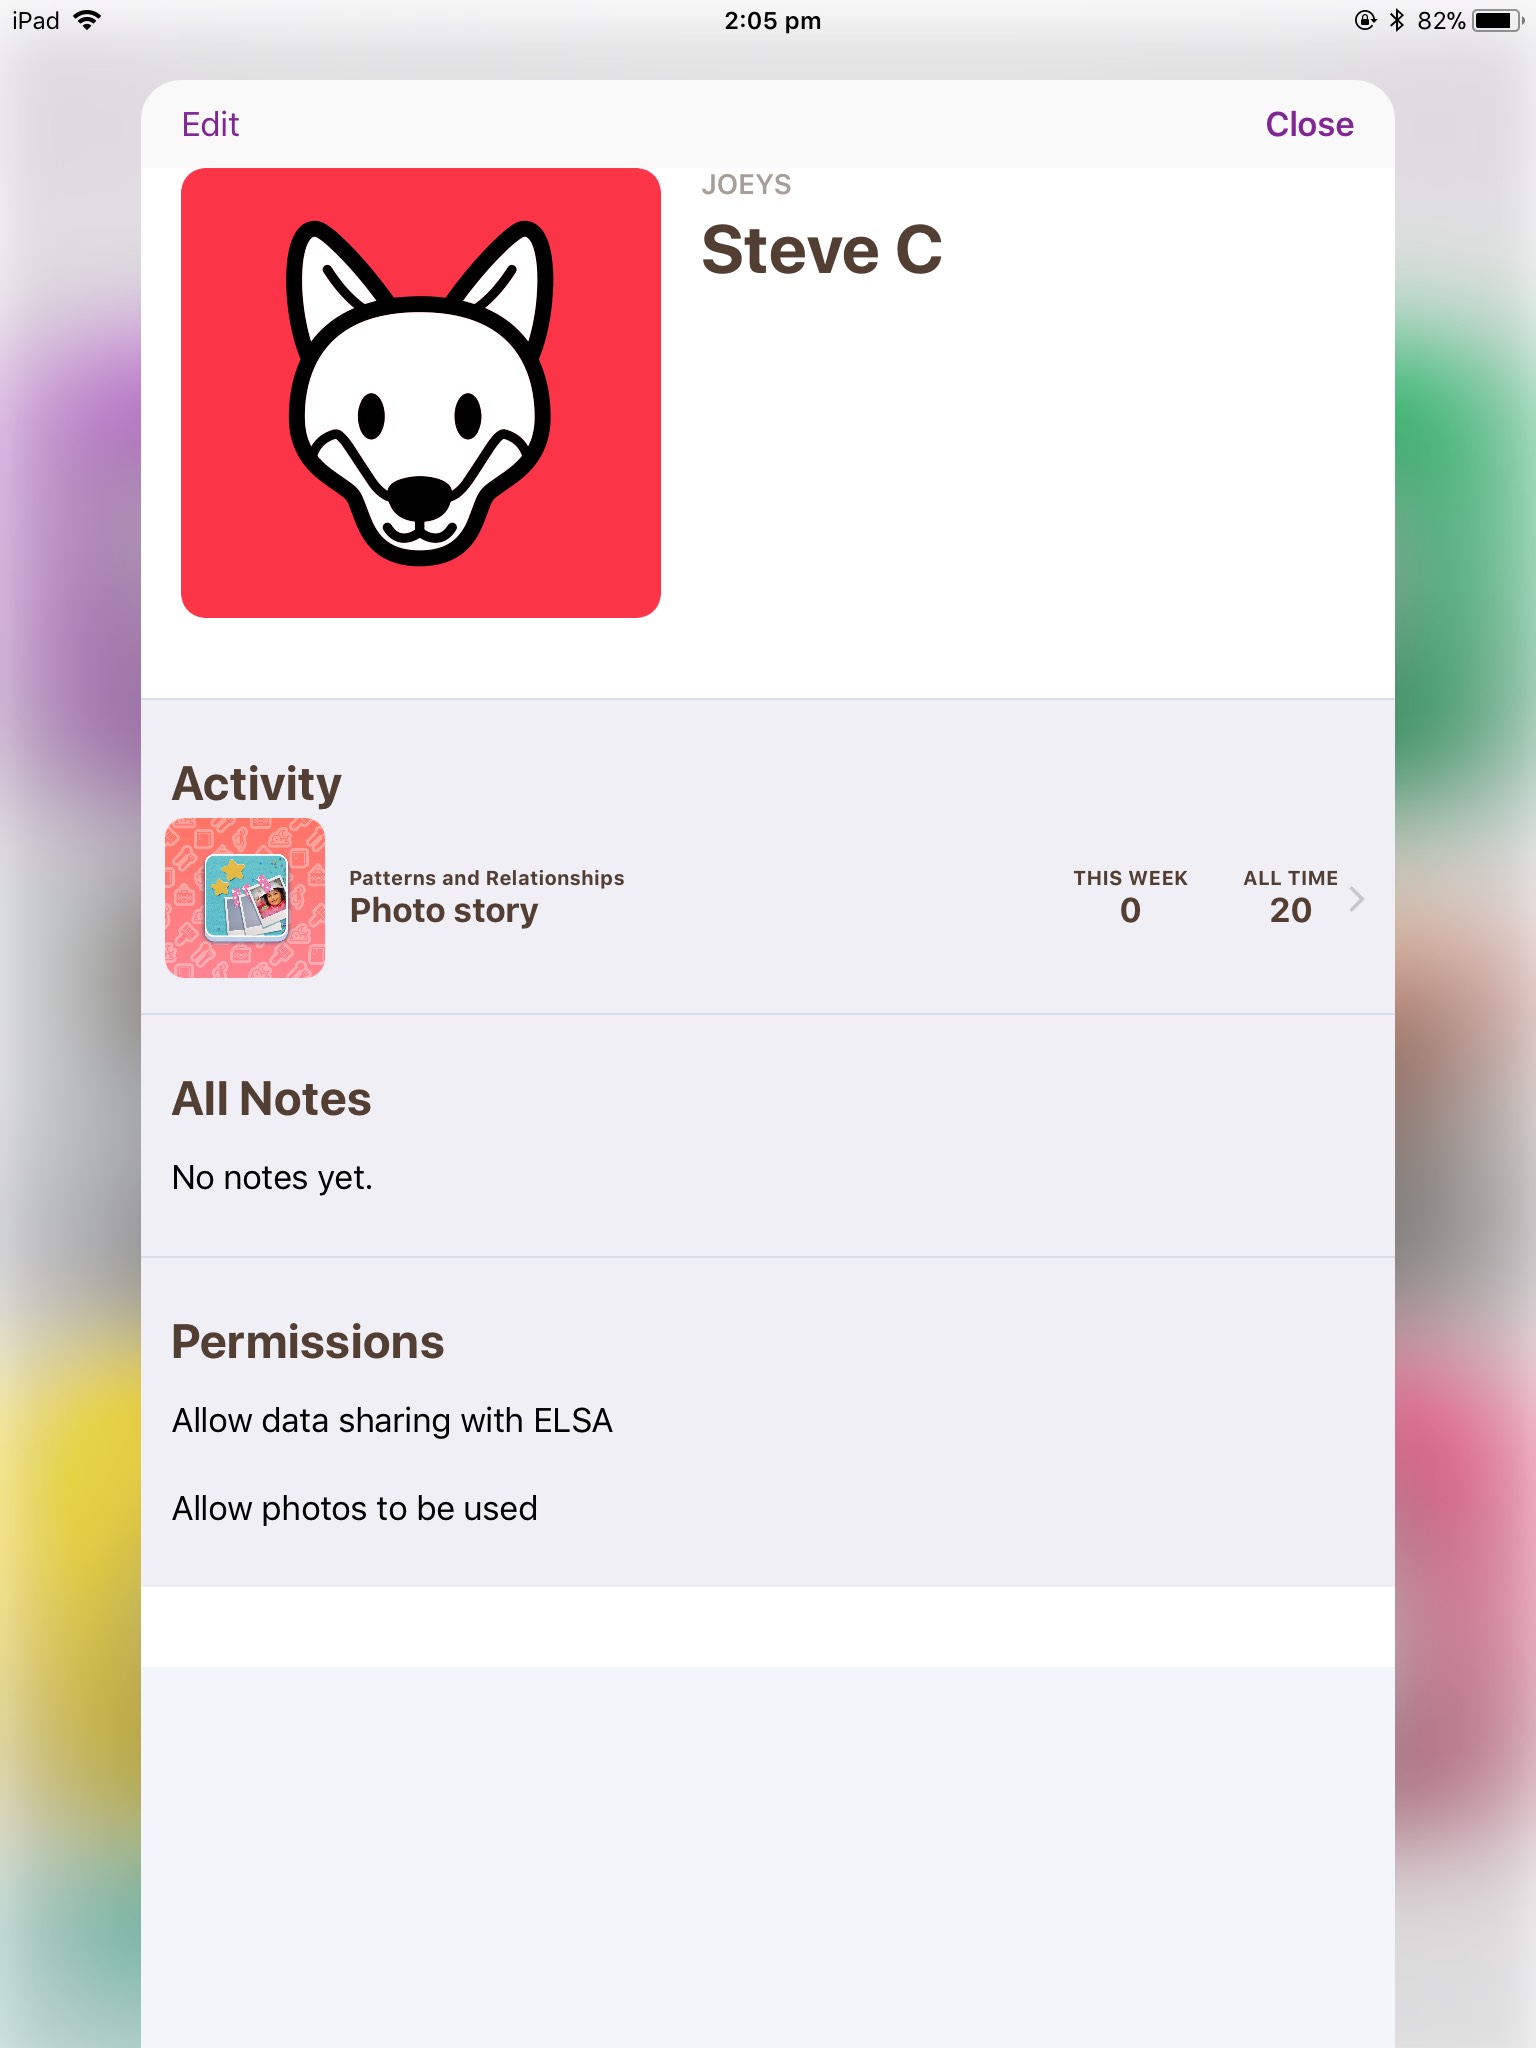 iPad
2:05 pm
82%
Edit
Close
JOEYS
Steve C
Activity
Patterns and Relationships
Photo story
THIS WEEK
0
ALL TIME
20
All Notes
No notes yet.
Permissions
Allow data sharing with ELSA
Allow photos to be used